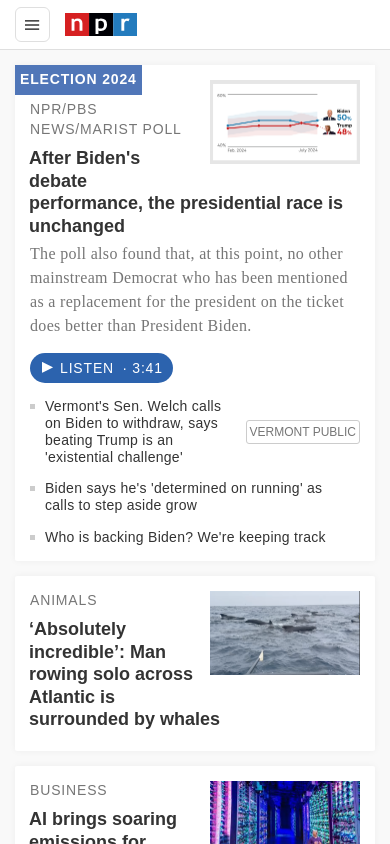 npr
ELECTION 2024
NPR/PBS
NEWS/MARIST POLL
60%
40%
Feb. 2024
July 2024
Biden
50%
Trump
48%
After Biden's
debate
performance, the presidential race is
unchanged
The poll also found that, at this point, no other
mainstream Democrat who has been mentioned
as a replacement for the president on the ticket
does better than President Biden.
LISTEN · 3:41
Vermont's Sen. Welch calls
on Biden to withdraw, says
beating Trump is an
'existential challenge'
VERMONT PUBLIC
Biden says he's 'determined on running' as
calls to step aside grow
Who is backing Biden? We're keeping track
ANIMALS
‘Absolutely
incredible’: Man
rowing solo across
Atlantic is
surrounded by whales
BUSINESS
AI brings soaring
emissions for